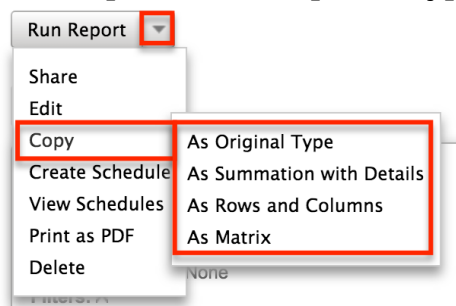 Run Report
Share
Edit
Copy
As Original Type
Create Schedule
As Summation with Details
View Schedules
As Rows and Columns
Print as PDF
As Matrix
Delete
None